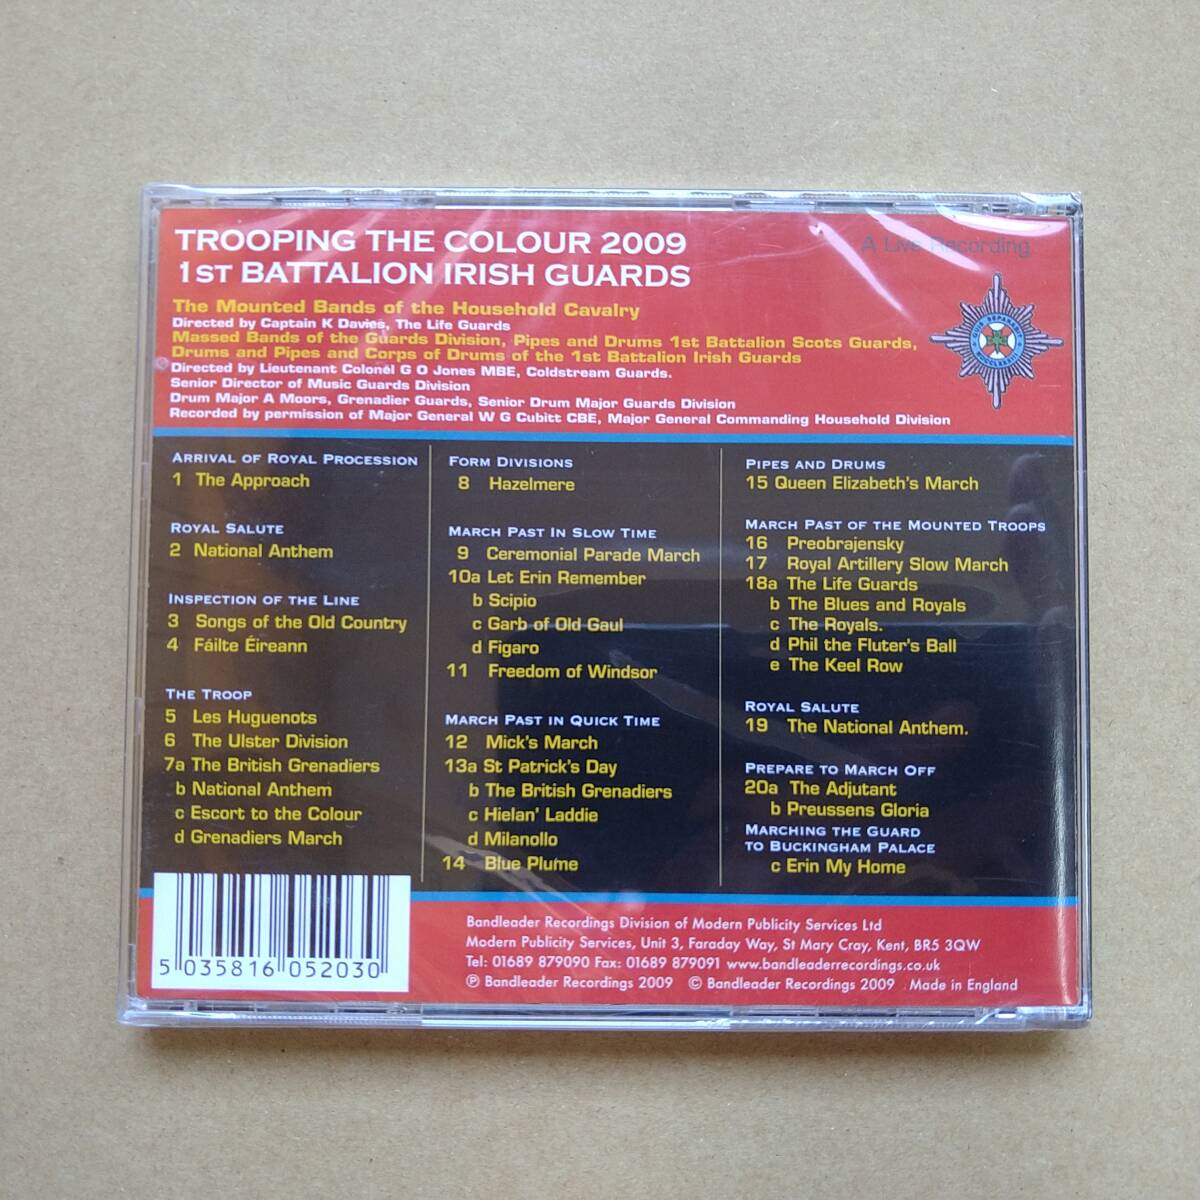 TROOPING THE COLOUR 2009
1ST BATTALION IRISH GUARDS
A Live Recording
The Mounted Bands of the Household Cavalry
Directed by Captain K Davies, The Life Guards
Massed Bands of the Guards Division, Pipes and Drums 1st Battalion Scots Guards,
Drums and Pipes and Corps of Drums of the 1st Battalion Irish Guards
Directed by Lieutenant Colonel G O Jones MBE, Coldstream Guards.
Senior Director of Music Guards Division
Drum Major A Moors, Grenadier Guards, Senior Drum Major Guards Division
Recorded by permission of Major General W G Cubitt CBE, Major General Commanding Household Division
QUIS SEPARABIT
MDCCLXXXIII
ARRIVAL OF ROYAL PROCESSION
1 The Approach
ROYAL SALUTE
2 National Anthem
INSPECTION OF THE LINE
3 Songs of the Old Country
4 Fáilte Éireann
THE TROOP
5 Les Huguenots
6 The Ulster Division
7a The British Grenadiers
b National Anthem
c Escort to the Colour
d Grenadiers March
FORM DIVISIONS
8 Hazelmere
MARCH PAST IN SLOW TIME
9 Ceremonial Parade March
10a Let Erin Remember
b Scipio
c Garb of Old Gaul
d Figaro
11 Freedom of Windsor
MARCH PAST IN QUICK TIME
12 Mick's March
13a St Patrick's Day
b The British Grenadiers
c Hielan' Laddie
d Milanollo
14 Blue Plume
PIPES AND DRUMS
15 Queen Elizabeth's March
MARCH PAST OF THE MOUNTED TROOPS
16 Preobrajensky
17 Royal Artillery Slow March
18a The Life Guards
b The Blues and Royals
c The Royals.
d Phil the Fluter's Ball
e The Keel Row
ROYAL SALUTE
19 The National Anthem.
PREPARE TO MARCH OFF
20a The Adjutant
b Preussens Gloria
MARCHING THE GUARD
TO BUCKINGHAM PALACE
c Erin My Home
5 035816 052030
Bandleader Recordings Division of Modern Publicity Services Ltd
Modern Publicity Services, Unit 3, Faraday Way, St Mary Cray, Kent, BR5 3QW
Tel: 01689 879090 Fax: 01689 879091 www.bandleaderrecordings.co.uk
℗ Bandleader Recordings 2009 © Bandleader Recordings 2009 Made in England